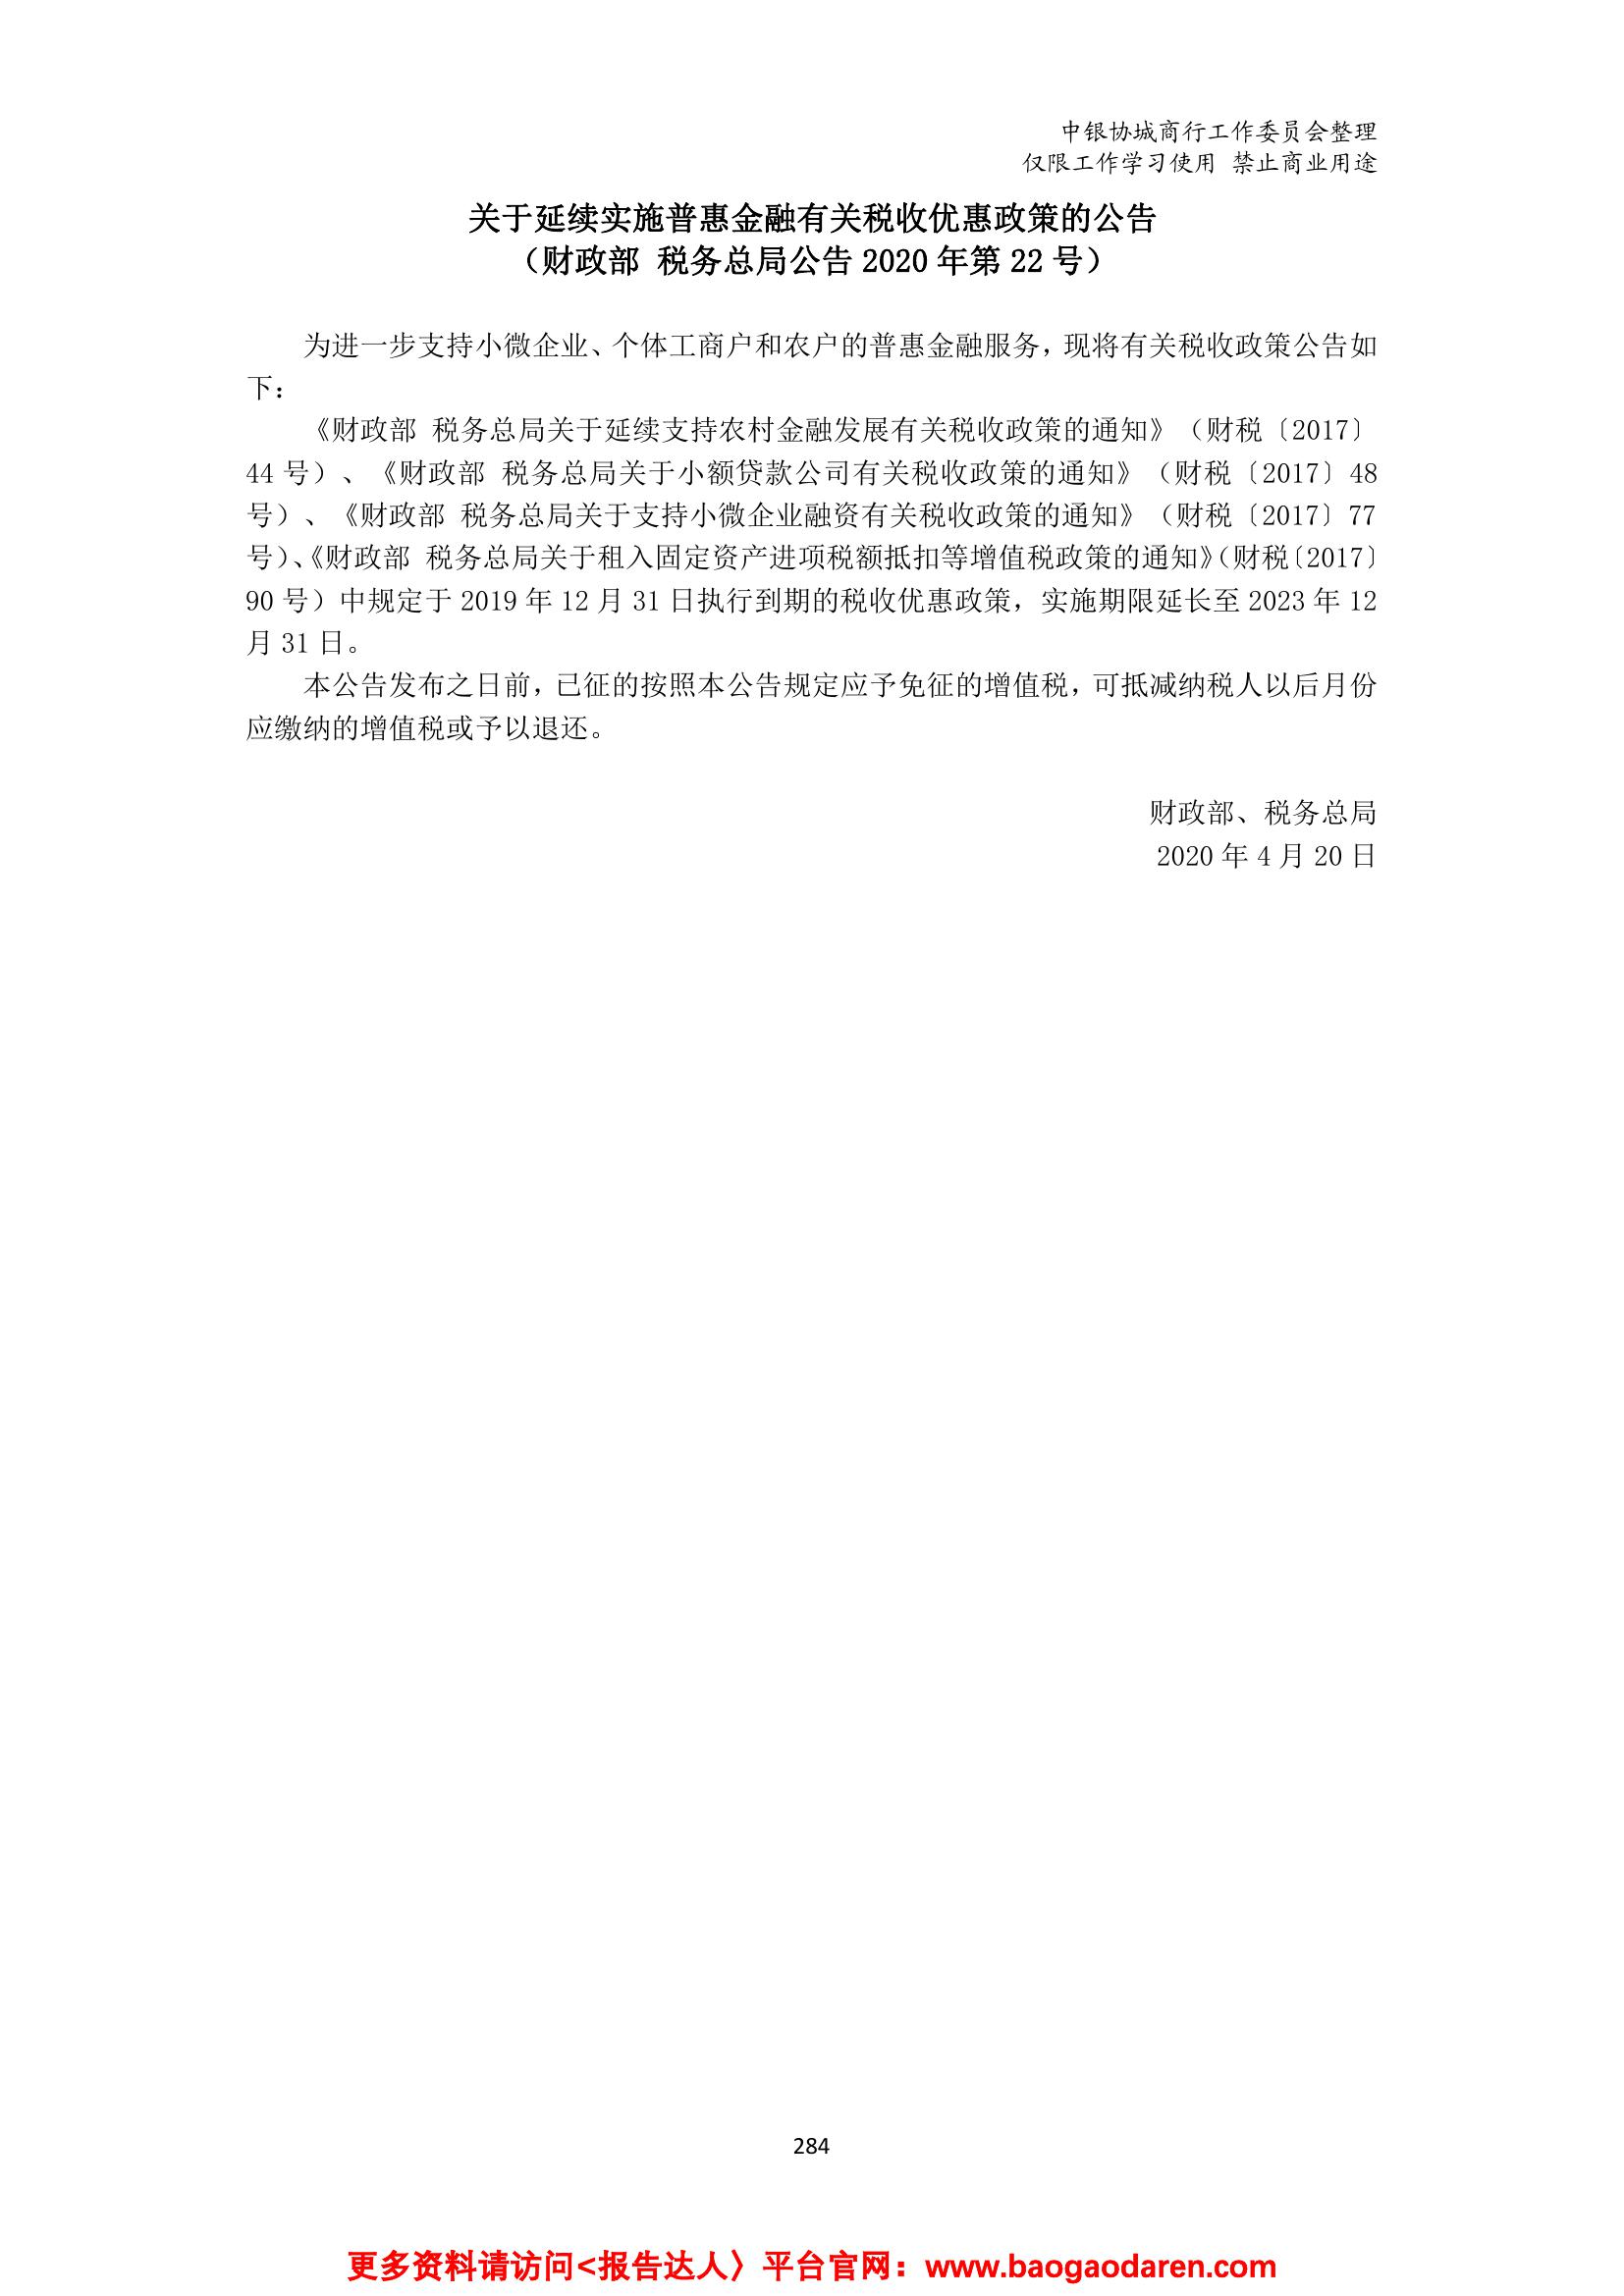 中银协城商行工作委员会整理
仅限工作学习使用 禁止商业用途
关于延续实施普惠金融有关税收优惠政策的公告
（财政部 税务总局公告 2020 年第 22 号）
为进一步支持小微企业、个体工商户和农户的普惠金融服务，现将有关税收政策公告如
下：
《财政部 税务总局关于延续支持农村金融发展有关税收政策的通知》（财税〔2017〕
44 号）、《财政部 税务总局关于小额贷款公司有关税收政策的通知》（财税〔2017〕48
号）、《财政部 税务总局关于支持小微企业融资有关税收政策的通知》（财税〔2017〕77
号）、《财政部 税务总局关于租入固定资产进项税额抵扣等增值税政策的通知》（财税〔2017〕
90 号）中规定于 2019 年 12 月 31 日执行到期的税收优惠政策，实施期限延长至 2023 年 12
月 31 日。
本公告发布之日前，已征的按照本公告规定应予免征的增值税，可抵减纳税人以后月份
应缴纳的增值税或予以退还。
财政部、税务总局
2020 年 4 月 20 日
284
更多资料请访问<报告达人〉平台官网：www.baogaodaren.com